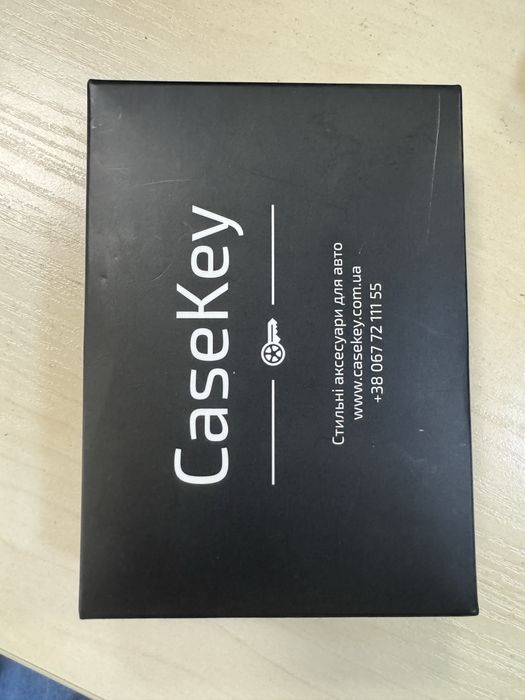 CaseKey
Стильні аксесуари для авто
www.casekey.com.ua
+38 067 72 111 55